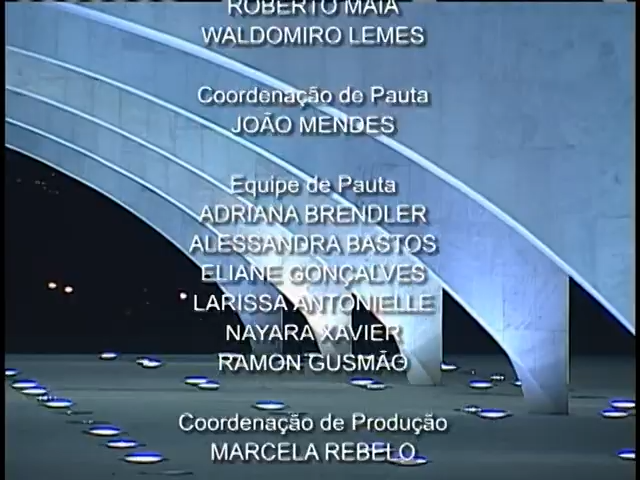 ROBERTO MAIA
WALDOMIRO LEMES
Coordenação de Pauta
JOÃO MENDES
Equipe de Pauta
ADRIANA BRENDLER
ALESSANDRA BASTOS
ELIANE GONÇALVES
LARISSA ANTONIELLE
NAYARA XAVIER
RAMON GUSMÃO
Coordenação de Produção
MARCELA REBELO